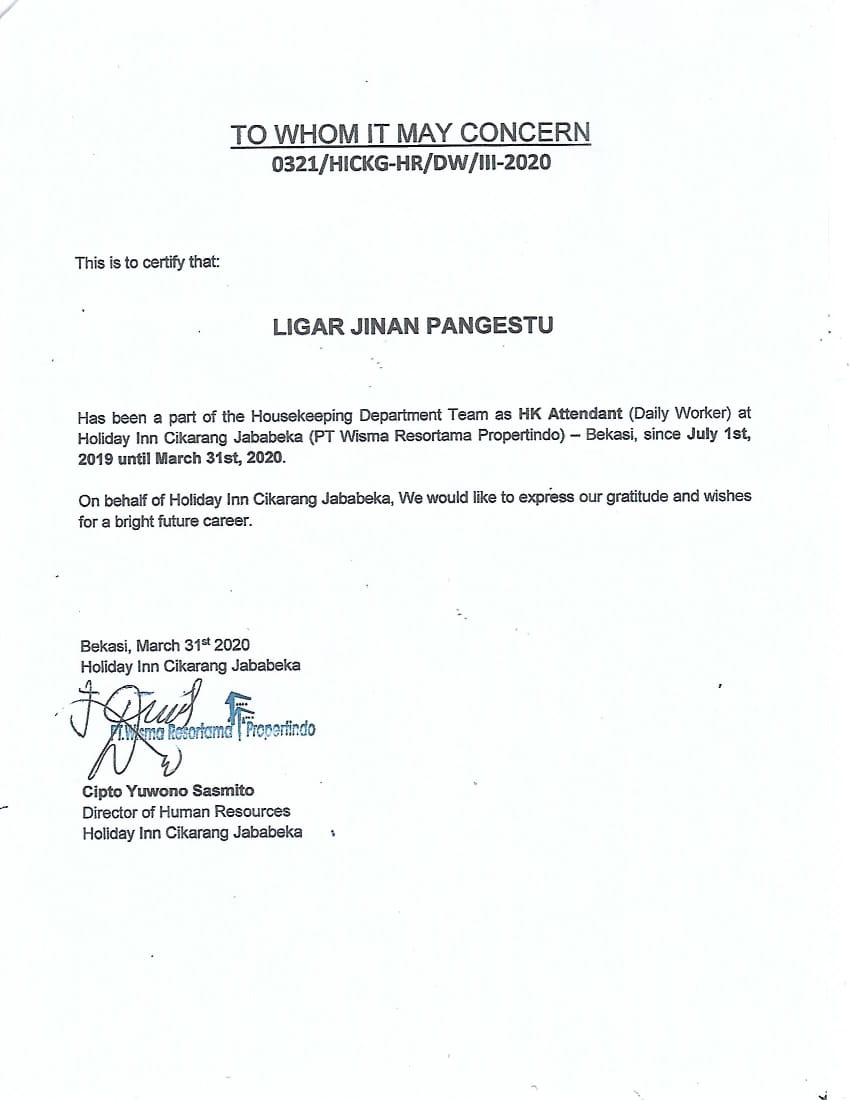 TO WHOM IT MAY CONCERN
0321/HICKG-HR/DW/III-2020
This is to certify that:
LIGAR JINAN PANGESTU
Has been a part of the Housekeeping Department Team as HK Attendant (Daily Worker) at
Holiday Inn Cikarang Jababeka (PT Wisma Resortama Propertindo) – Bekasi, since July 1st,
2019 until March 31st, 2020.
On behalf of Holiday Inn Cikarang Jababeka, We would like to express our gratitude and wishes
for a bright future career.
Bekasi, March 31st 2020
Holiday Inn Cikarang Jababeka
PT.Wisma Resortama Propertindo
Cipto Yuwono Sasmito
Director of Human Resources
Holiday Inn Cikarang Jababeka